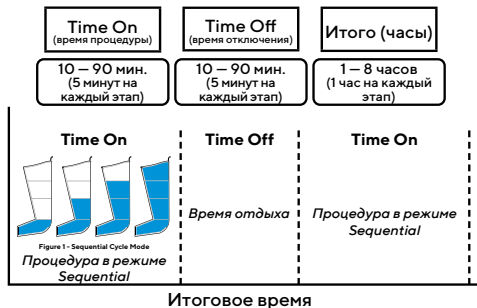 Time On
(время процедуры)
Time Off
(время отключения)
Итого (часы)
10 — 90 мин.
(5 минут на
каждый этап)
10 — 90 мин.
(5 минут на
каждый этап)
1 — 8 часов
(1 час на каждый
этап)
Time On
Time Off
Time On
Figure 1 - Sequential Cycle Mode
Процедура в режиме
Sequential
Время отдыха
Процедура в режиме
Sequential
Итоговое время